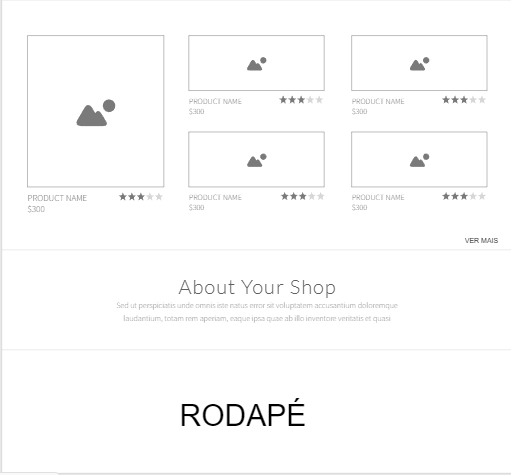 PRODUCT NAME
$300
PRODUCT NAME
$300
PRODUCT NAME
$300
PRODUCT NAME
$300
PRODUCT NAME
$300
VER MAIS
About Your Shop
Sed ut perspiciatis unde omnis iste natus error sit voluptatem accusantium doloremque
laudantium, totam rem aperiam, eaque ipsa quae ab illo inventore veritatis et quasi
RODAPÉ